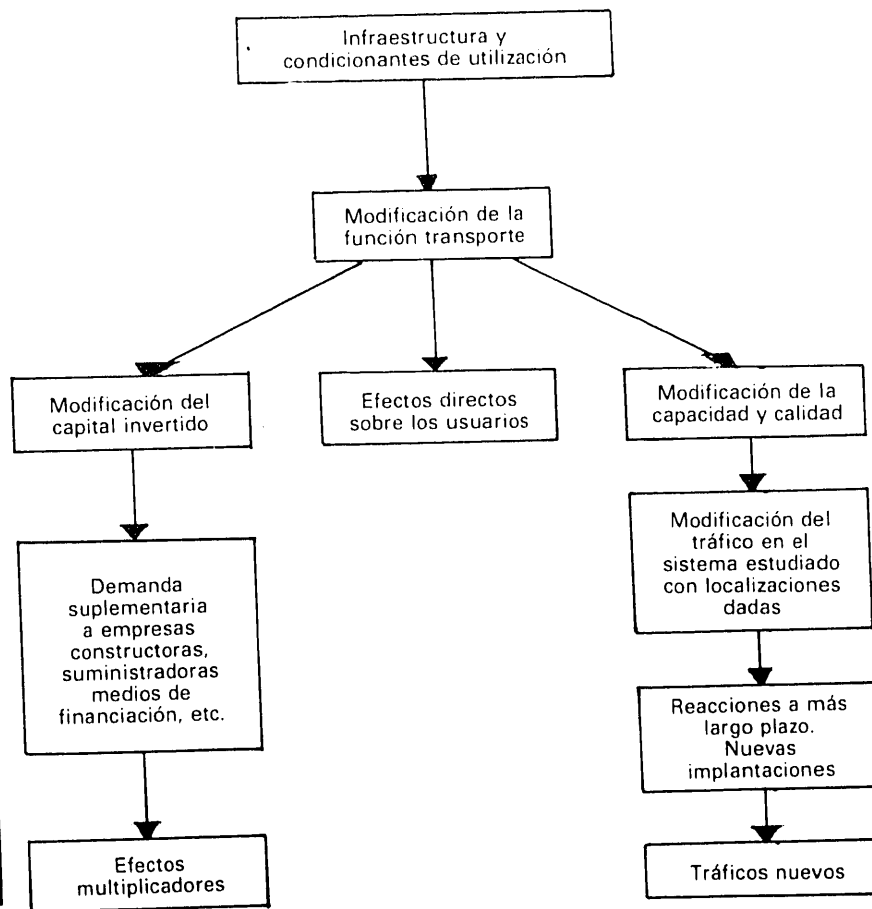 Infraestructura y
condicionantes de utilización
Modificación de la
función transporte
Modificación del
capital invertido
Efectos directos
sobre los usuarios
Modificación de la
capacidad y calidad
Demanda
suplementaria
a empresas
constructoras,
suministradoras
medios de
financiación, etc.
Modificación del
tráfico en el
sistema estudiado
con localizaciones
dadas
Reacciones a más
largo plazo.
Nuevas
implantaciones
Efectos
multiplicadores
Tráficos nuevos